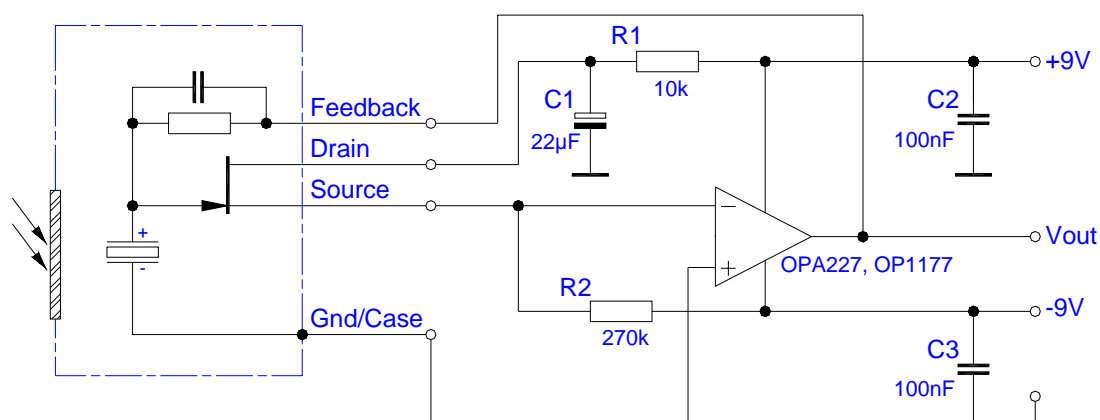 R1
+9V
10k
C1
C2
Feedback
22µF
100nF
Drain
Source
+
−
Vout
+
OPA227, OP1177
-
R2
Gnd/Case
-9V
270k
C3
100nF